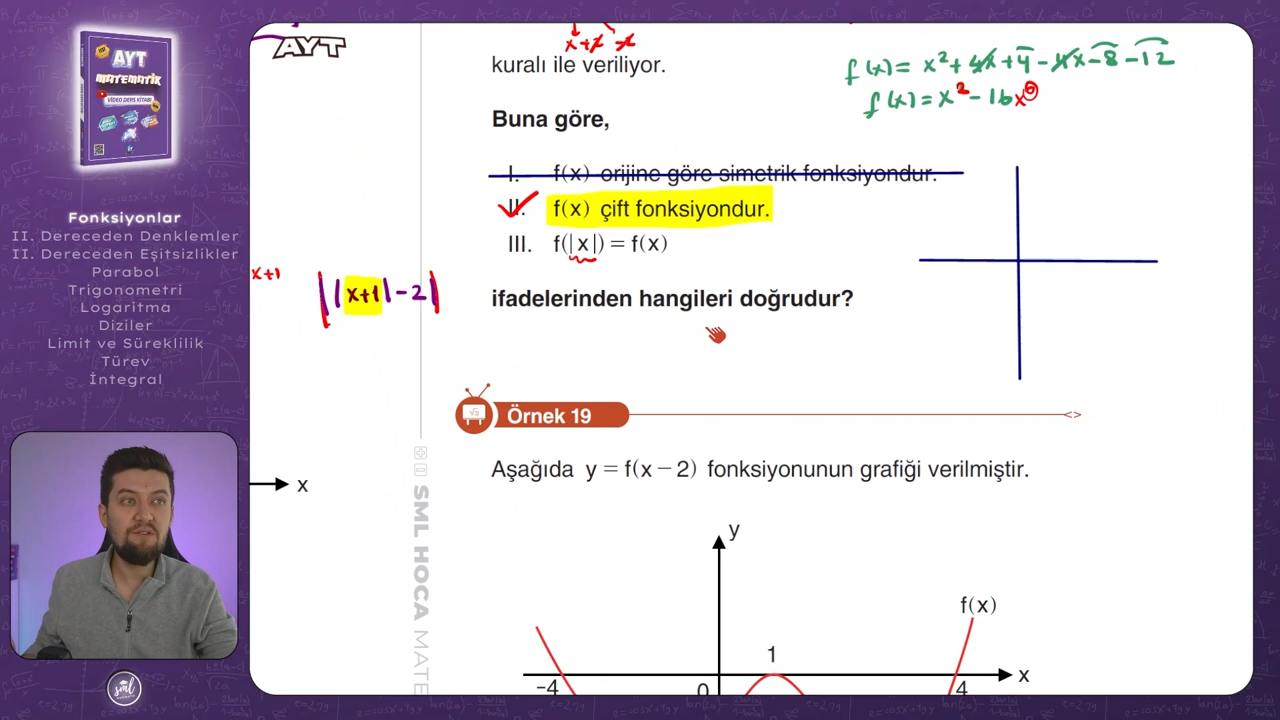 AYT
AYT
MATEMATİK
VİDEO DERS KİTABI
Fonksiyonlar
II. Dereceden Denklemler
II. Dereceden Eşitsizlikler
Parabol
Trigonometri
Logaritma
Diziler
Limit ve Süreklilik
Türev
İntegral
sml
x+x-x
kuralı ile veriliyor.
f(x) = x² + 4x + 4 - 4x - 8 - 12
f(x) = x² - 16x⁰
Buna göre,
I. f(x) orijine göre simetrik fonksiyondur.
II. f(x) çift fonksiyondur.
III. f(|x|) = f(x)
x+1
||x+1|-2|
ifadelerinden hangileri doğrudur?
Örnek 19
<>
Aşağıda y = f(x − 2) fonksiyonunun grafiği verilmiştir.
x
SML HOCA MATE
y
f(x)
1
x
-4
0
4